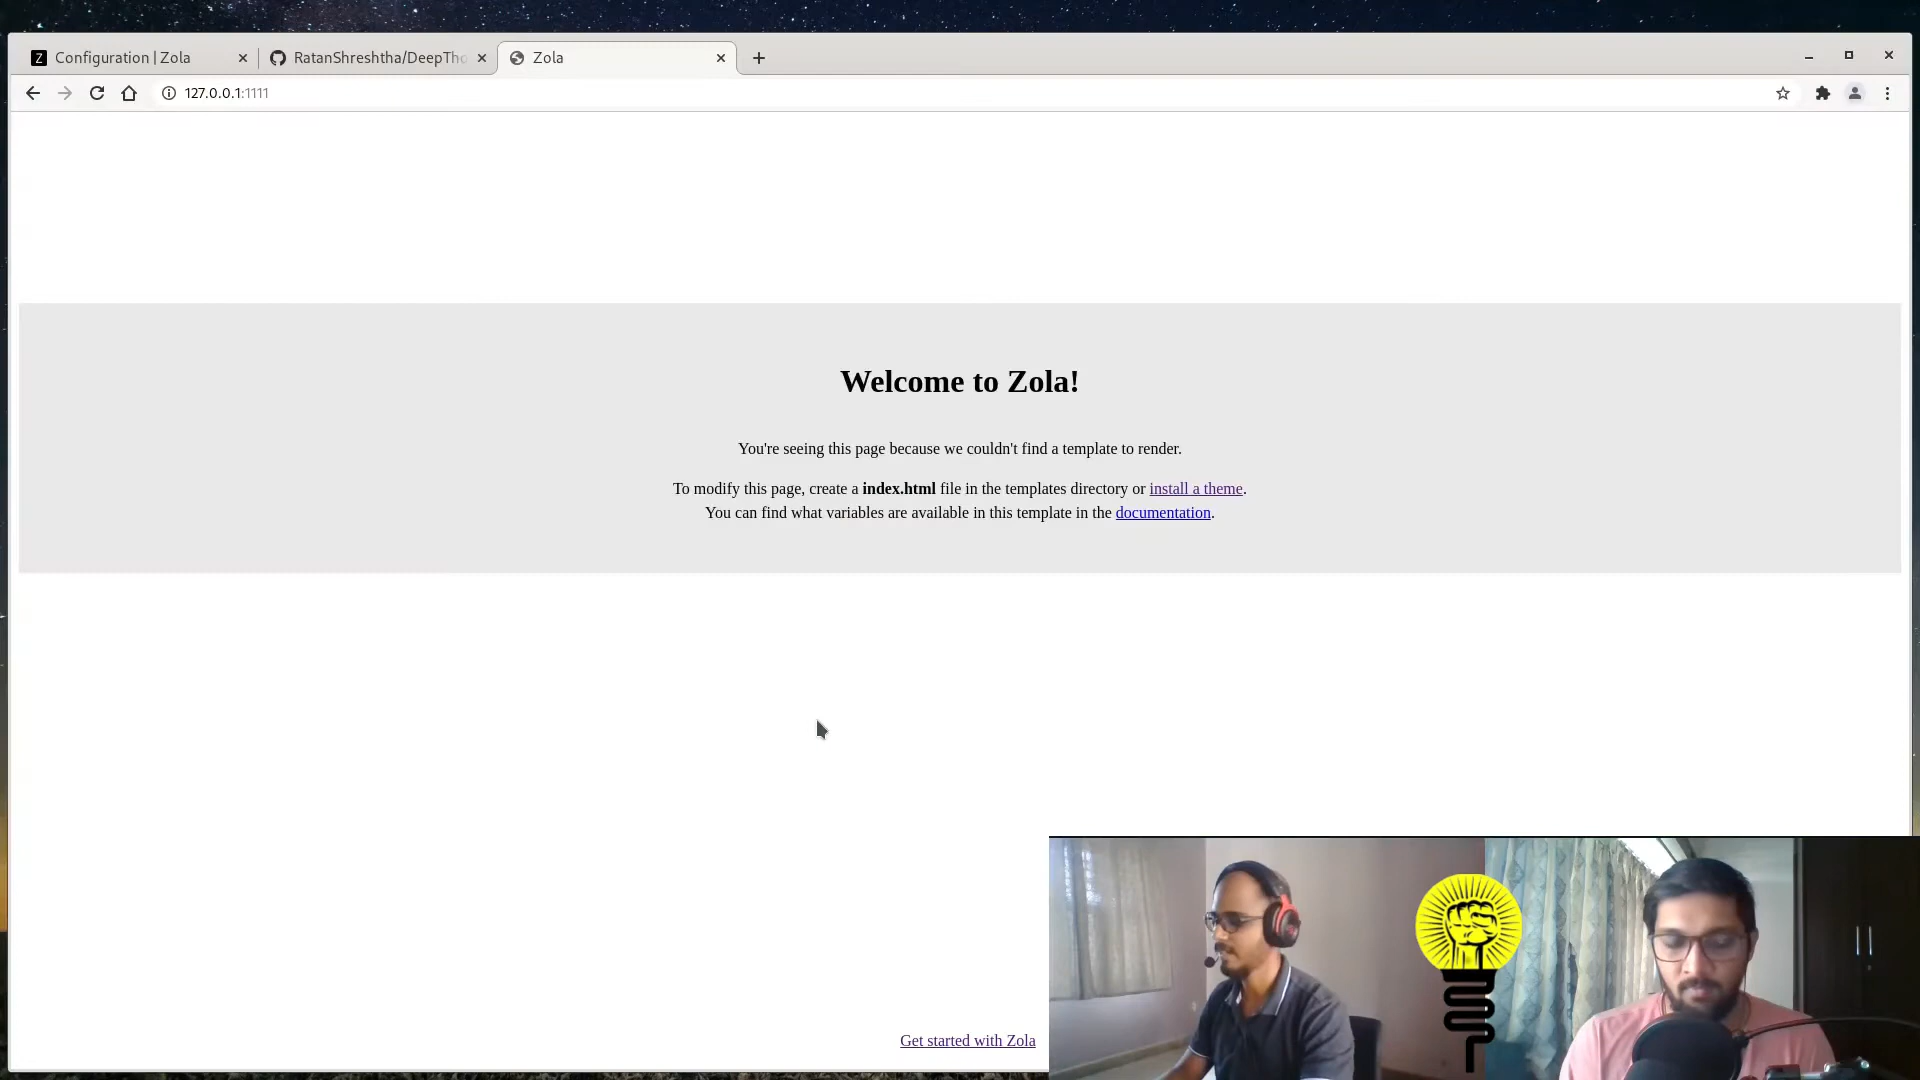 Configuration | Zola
RatanShreshtha/DeepTho
Zola
127.0.0.1:1111
Welcome to Zola!
You're seeing this page because we couldn't find a template to render.
To modify this page, create a index.html file in the templates directory or install a theme.
You can find what variables are available in this template in the documentation.
Get started with Zola